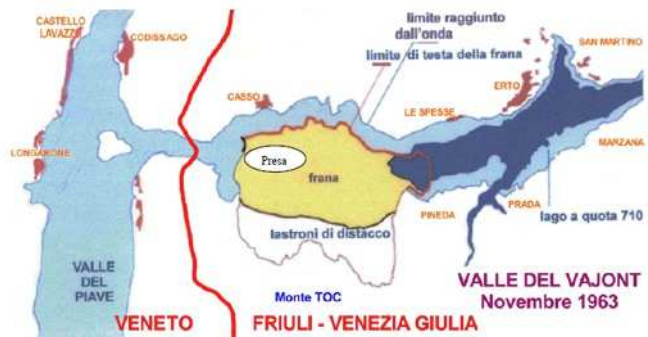 CASTELLO
LAVAZZO
CODISSAGO
limite raggiunto
dall'onda
limite di testa della frana
SAN MARTINO
ERTO
CASSO
LE SPESSE
LONGARONE
Presa
frana
MARZANA
PRADA
PINEDA
lago a quota 710
lastroni di distacco
VALLE
DEL
PIAVE
Monte TOC
VALLE DEL VAJONT
Novembre 1963
VENETO
FRIULI - VENEZIA GIULIA